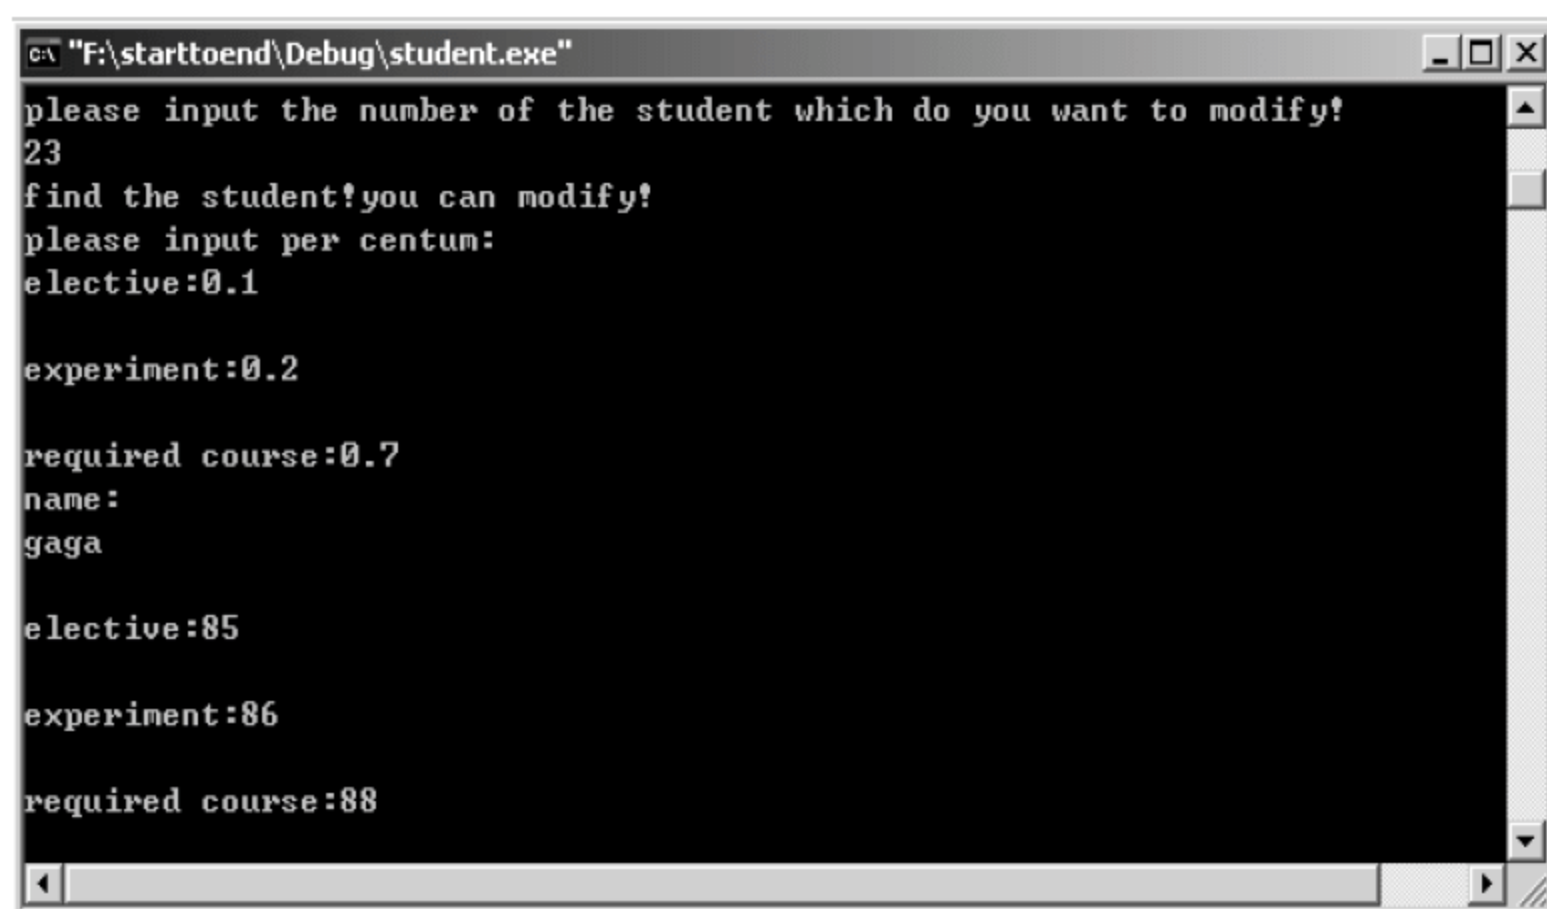 "F:\starttoend\Debug\student.exe"
please input the number of the student which do you want to modify!
23
find the student!you can modify!
please input per centum:
elective:0.1
experiment:0.2
required course:0.7
name:
gaga
elective:85
experiment:86
required course:88